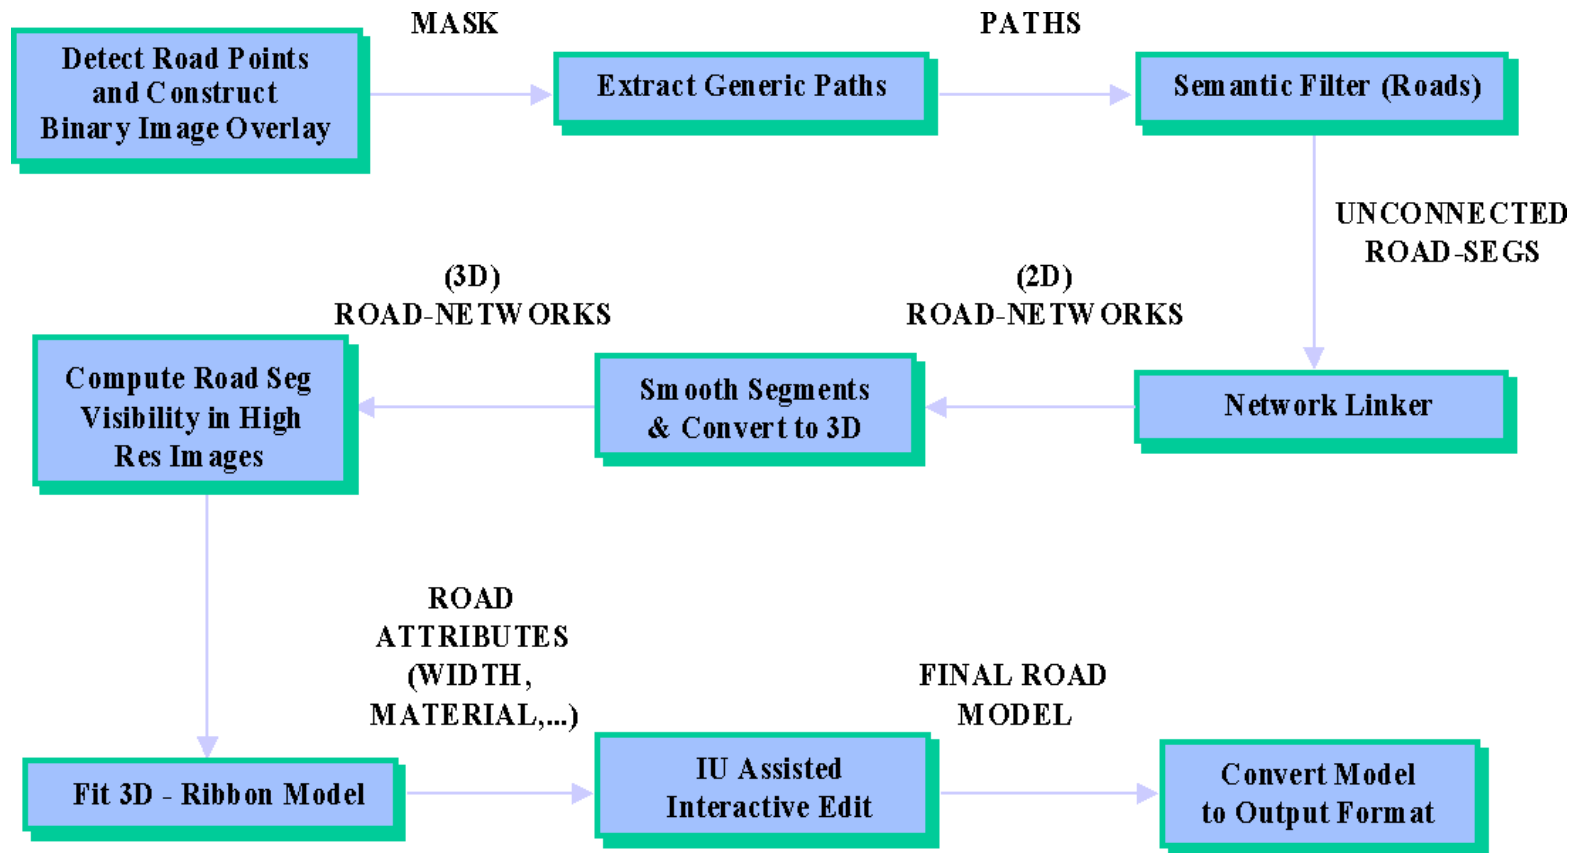 MASK
PATHS
Detect Road Points
and Construct
Binary Image Overlay
Extract Generic Paths
Semantic Filter (Roads)
UNCONNECTED
ROAD-SEGS
(2D)
ROAD-NETWORKS
(3D)
ROAD-NETWORKS
Network Linker
Smooth Segments
& Convert to 3D
Compute Road Seg
Visibility in High
Res Images
ROAD
ATTRIBUTES
(WIDTH,
MATERIAL,...)
FINAL ROAD
MODEL
Fit 3D - Ribbon Model
IU Assisted
Interactive Edit
Convert Model
to Output Format